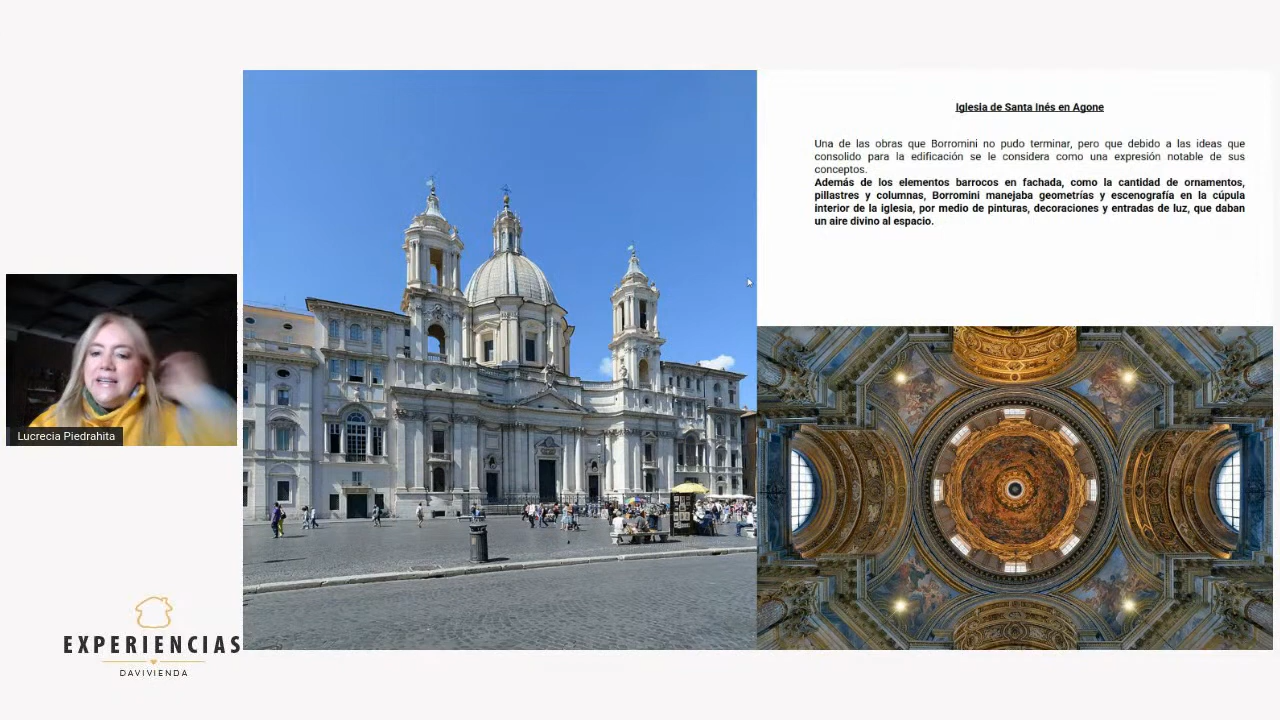 Iglesia de Santa Inés en Agone
Una de las obras que Borromini no pudo terminar, pero que debido a las ideas que
consolido para la edificación se le considera como una expresión notable de sus
conceptos.
Además de los elementos barrocos en fachada, como la cantidad de ornamentos,
pillastres y columnas, Borromini manejaba geometrías y escenografía en la cúpula
interior de la iglesia, por medio de pinturas, decoraciones y entradas de luz, que daban
un aire divino al espacio.
Lucrecia Piedrahita
EXPERIENCIAS
DAVIVIENDA